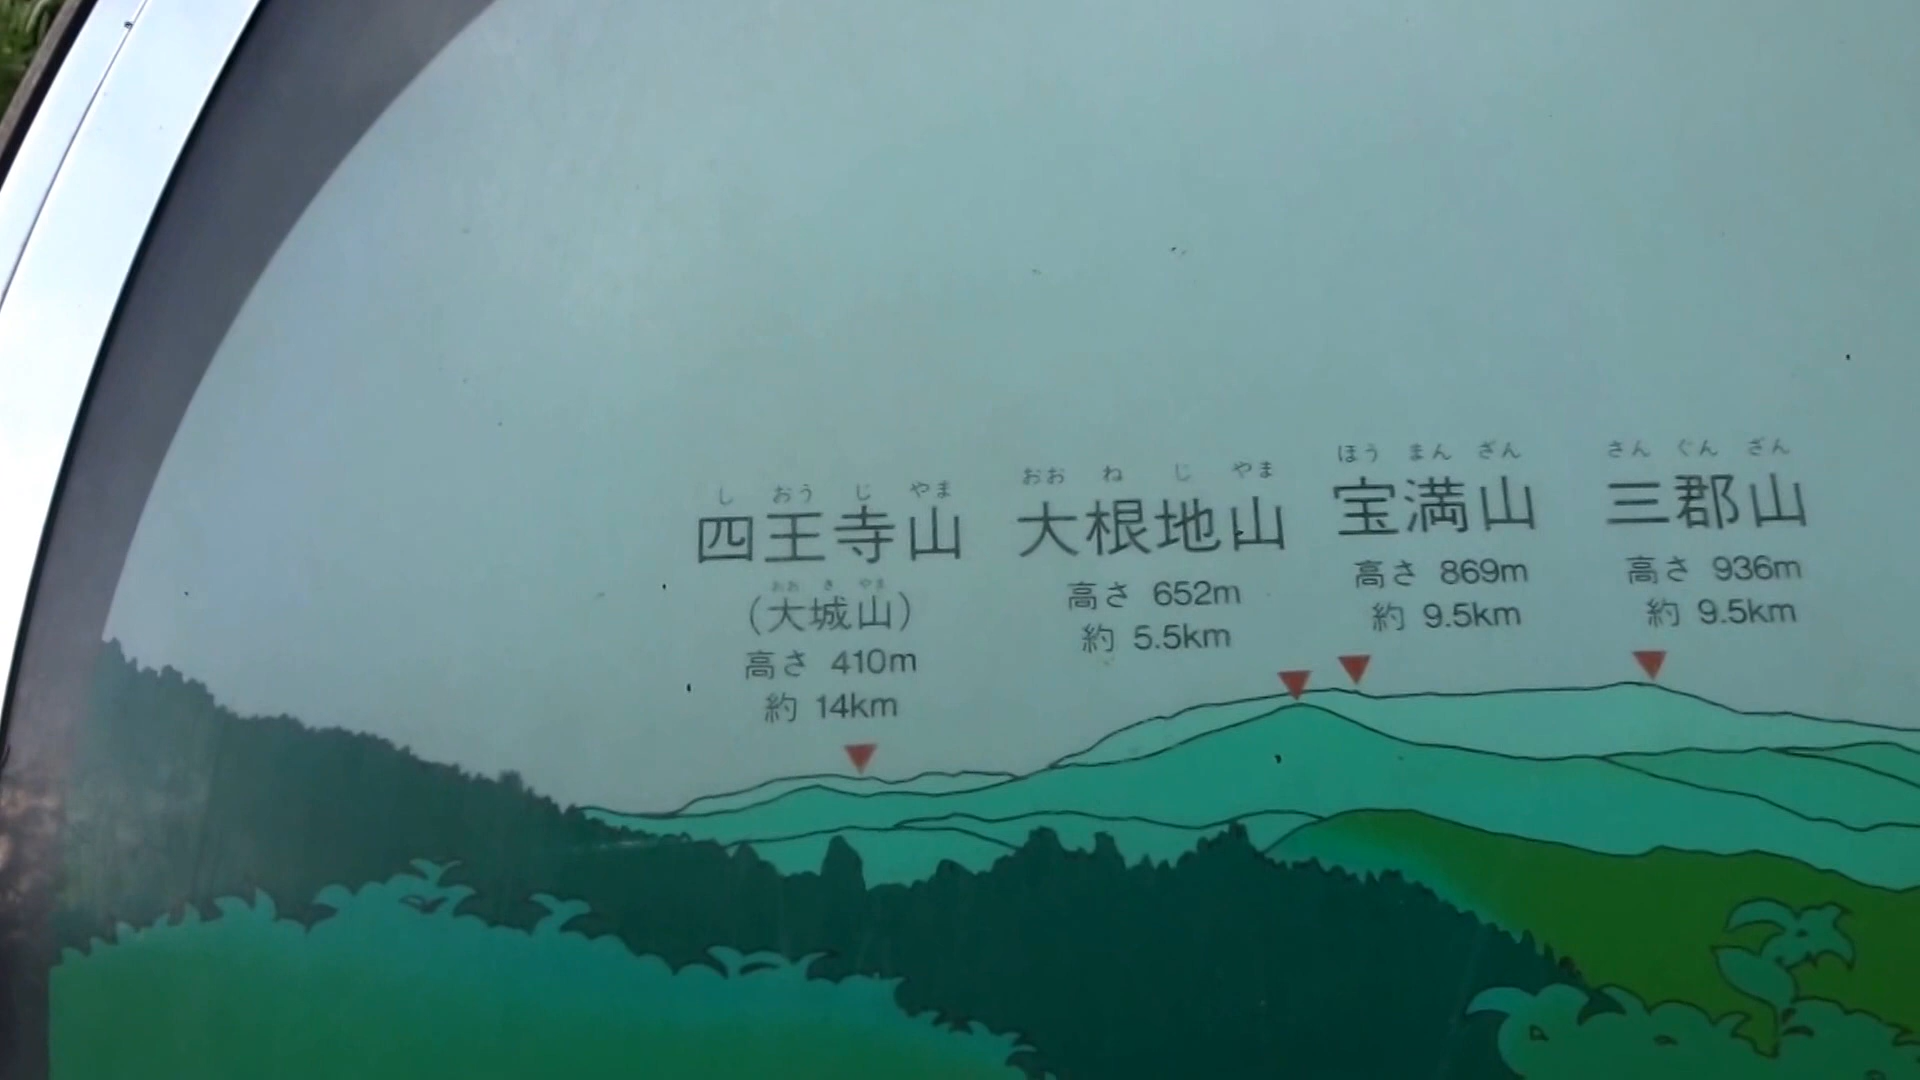 し おう じ やま
四王寺山
おお き やま
(大城山)
高さ 410m
約 14km
おお ね じ やま
大根地山
高さ 652m
約 5.5km
ほう まん ざん
宝満山
高さ 869m
約 9.5km
さん ぐん ざん
三郡山
高さ 936m
約 9.5km